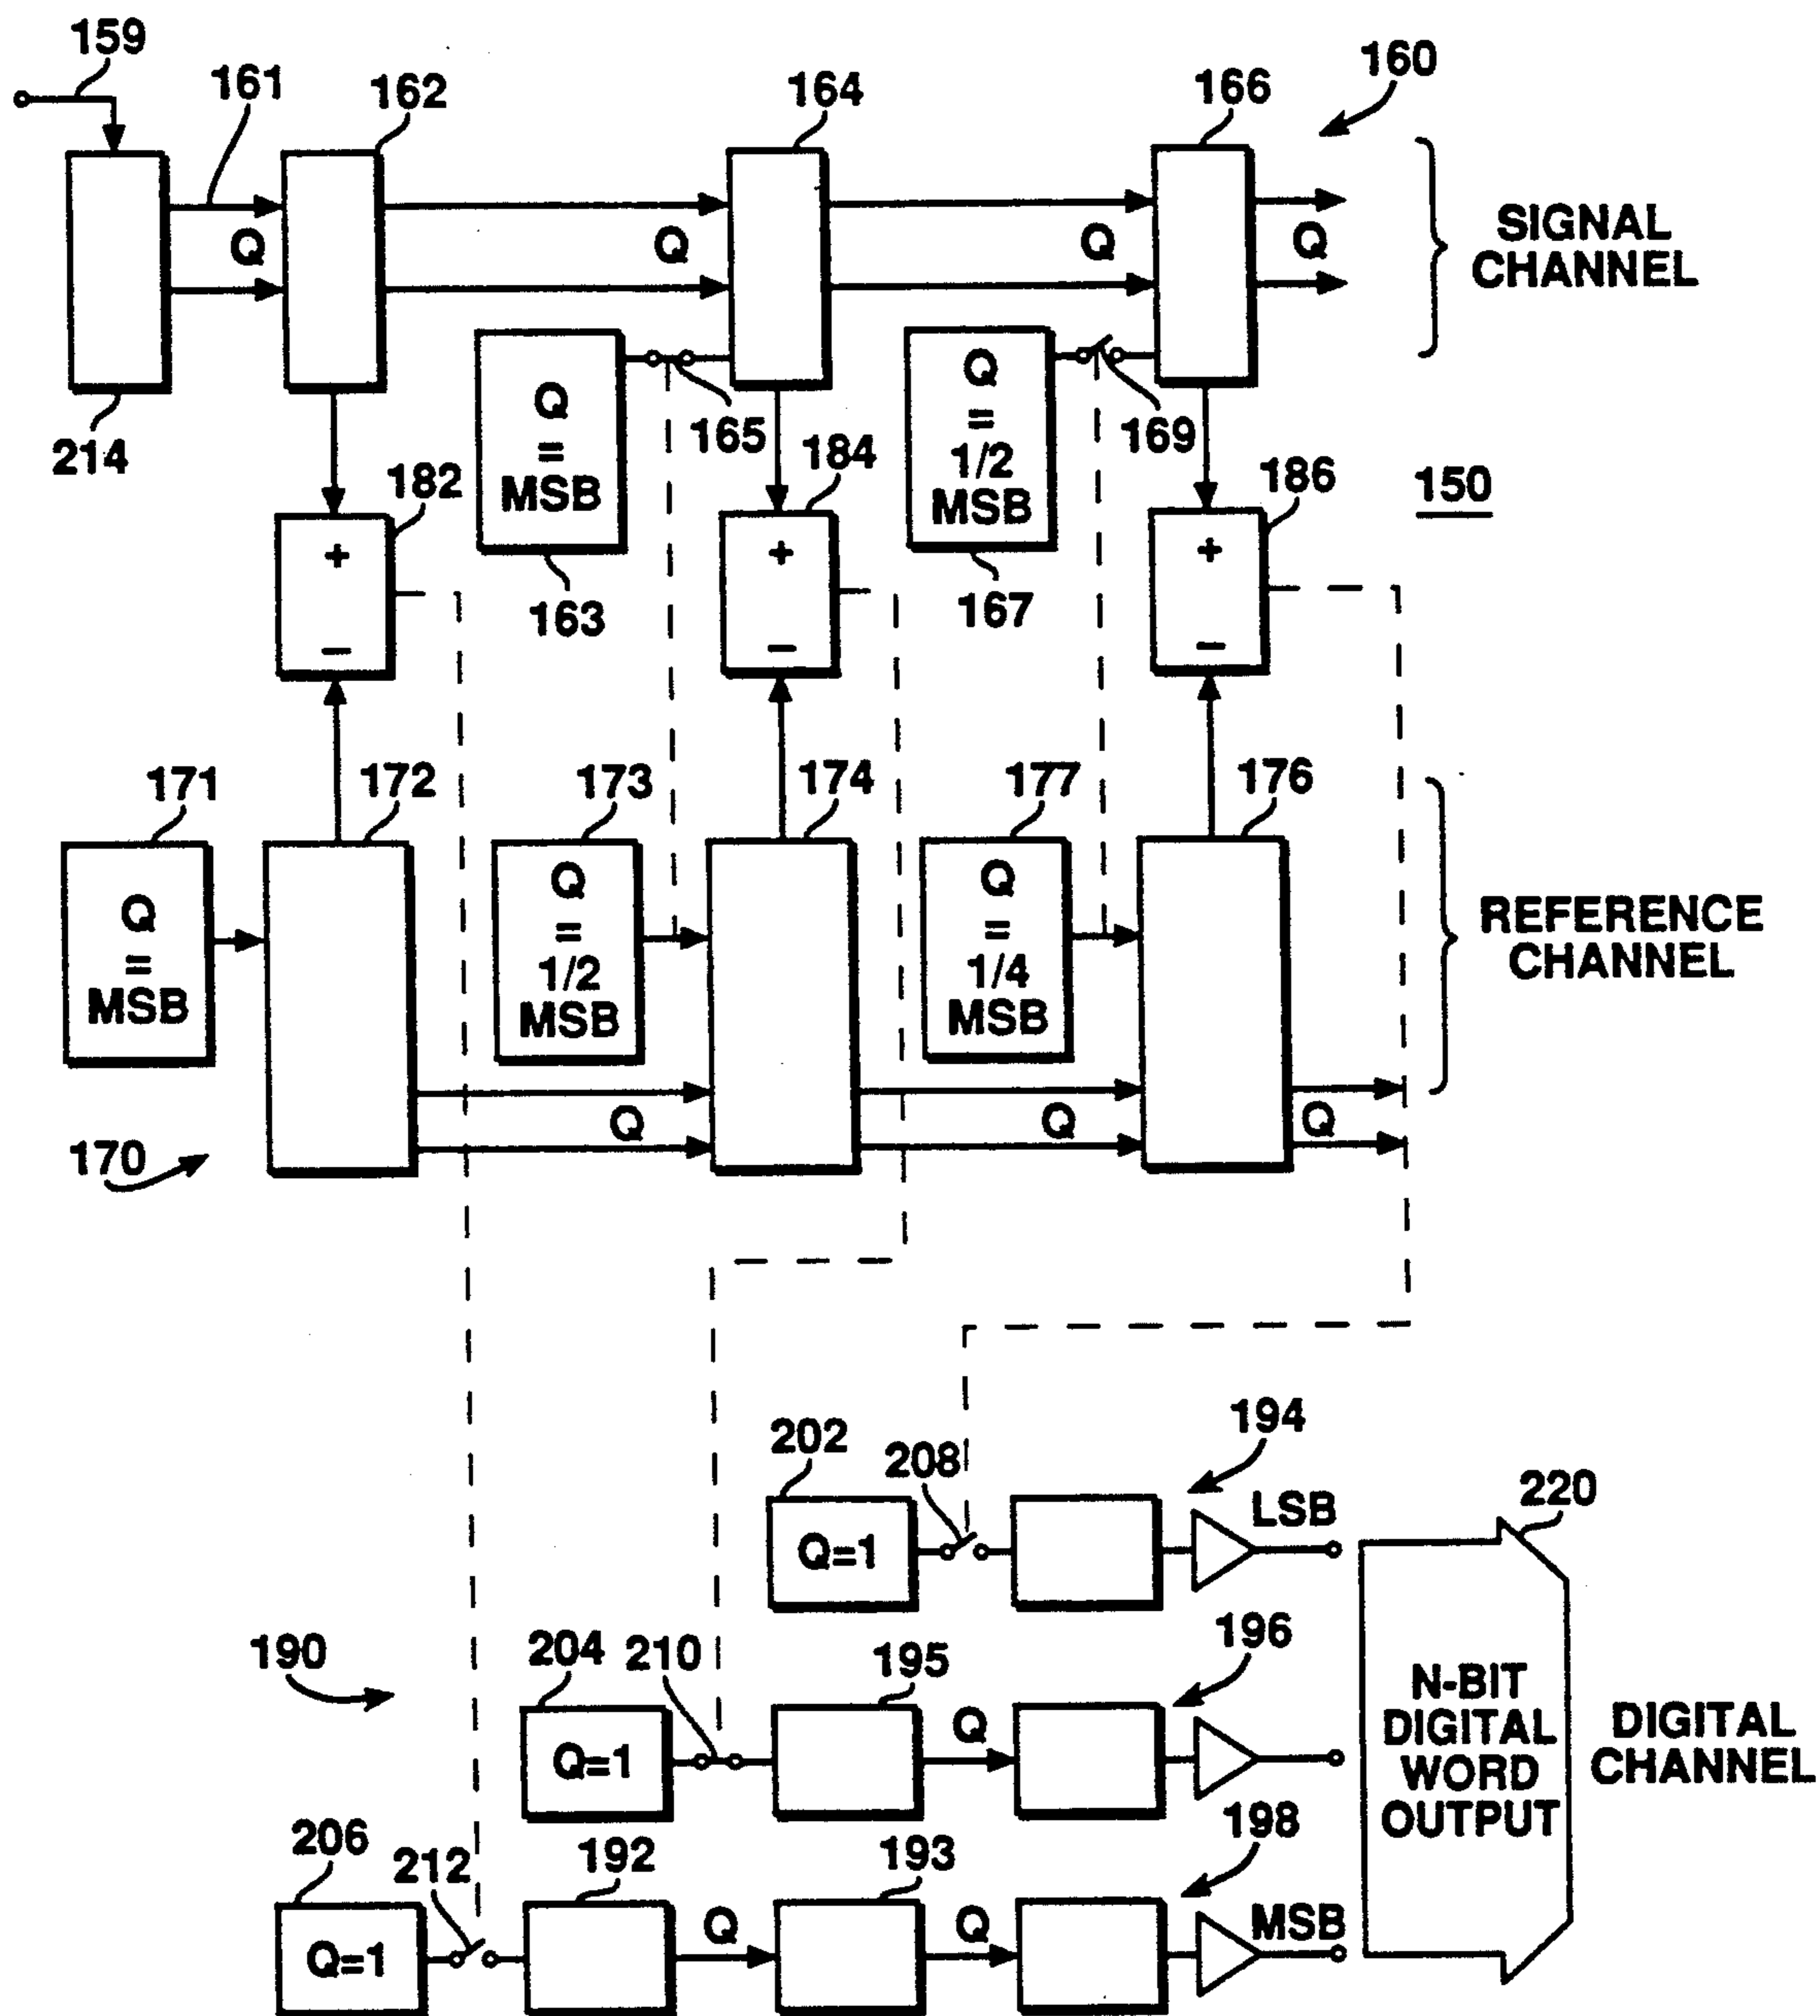 159
161
162
164
166
160
Q
Q
Q
Q
SIGNAL
CHANNEL
214
Q
=
MSB
163
165
184
Q
=
1/2
MSB
167
169
186
150
182
+
−
+
−
+
−
171
172
173
174
177
176
Q
=
MSB
Q
=
1/2
MSB
Q
=
1/4
MSB
REFERENCE
CHANNEL
Q
Q
Q
170
202
208
194
LSB
220
Q=1
190
204
210
195
196
Q=1
Q
N-BIT
DIGITAL
WORD
OUTPUT
DIGITAL
CHANNEL
206
212
192
193
198
Q=1
Q
Q
MSB